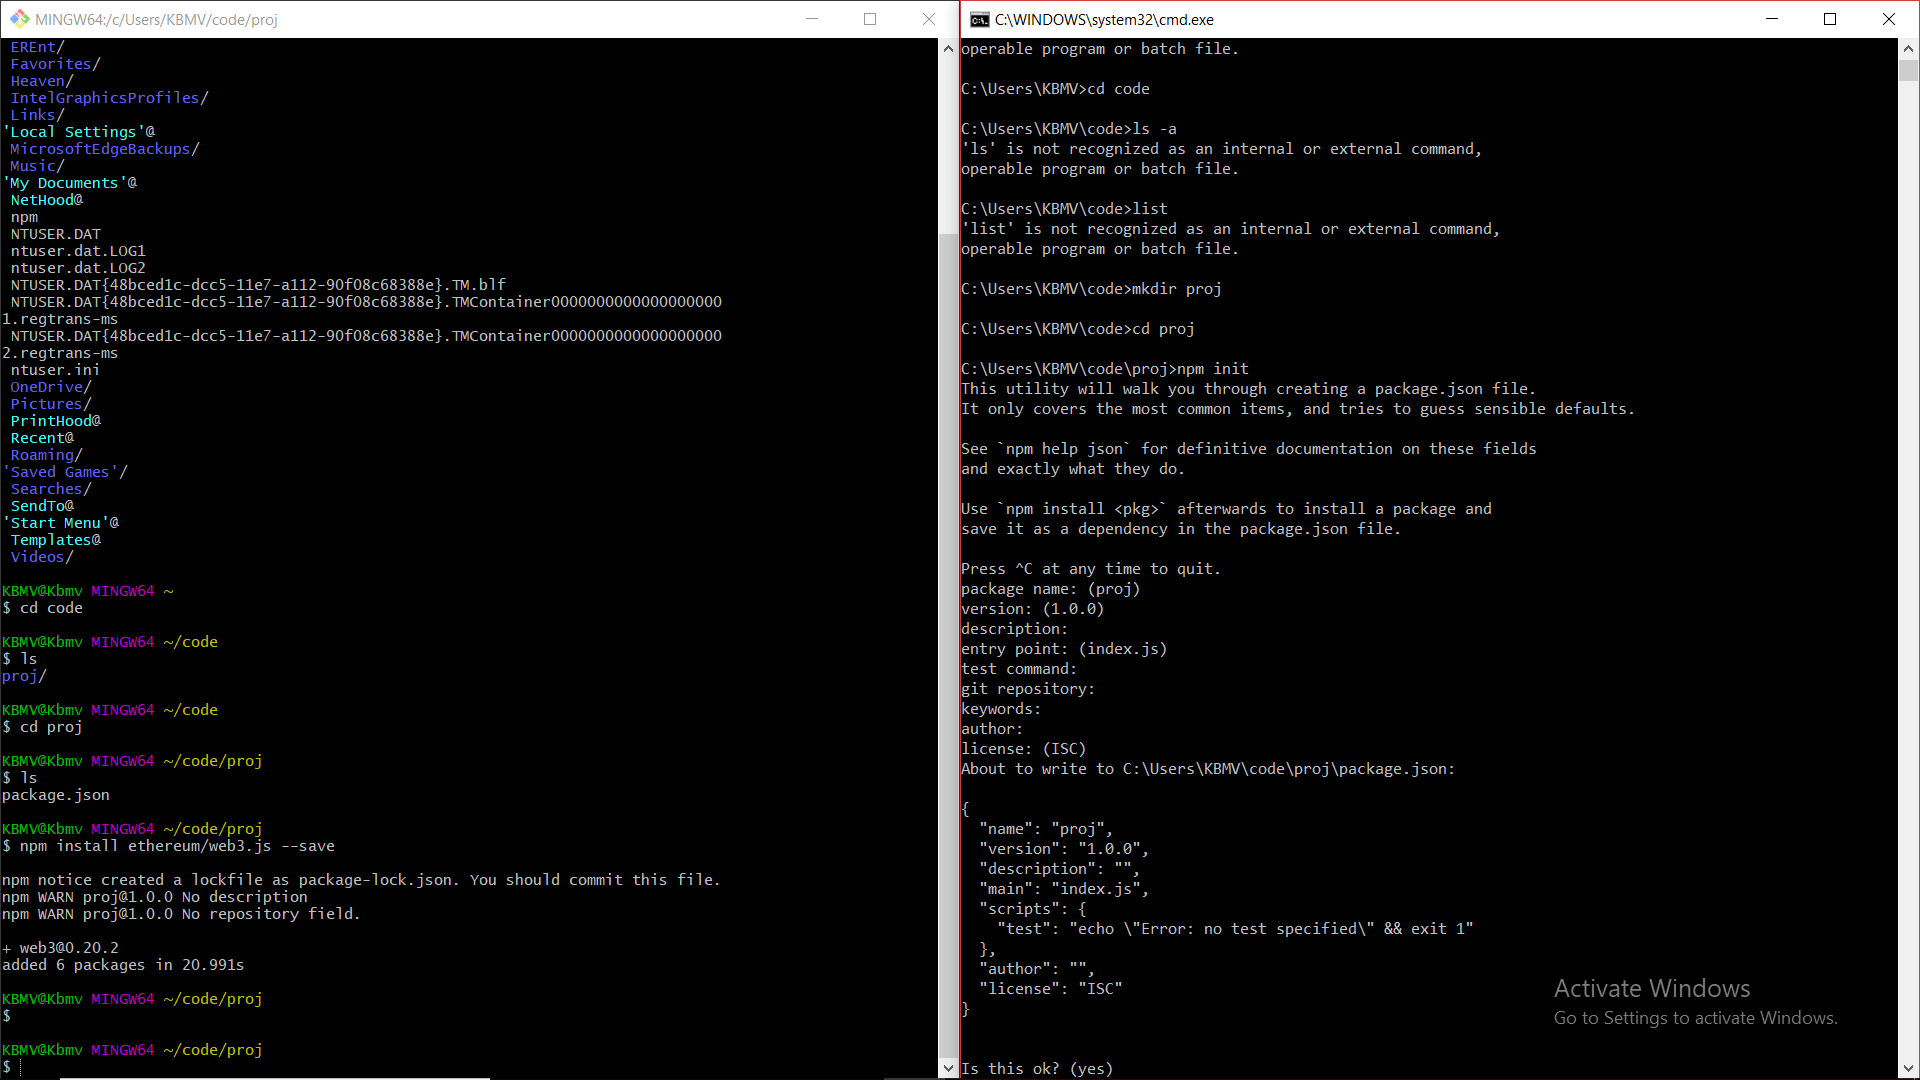 MINGW64:/c/Users/KBMV/code/proj
EREnt/
Favorites/
Heaven/
IntelGraphicsProfiles/
Links/
'Local Settings'@
MicrosoftEdgeBackups/
Music/
'My Documents'@
NetHood@
npm
NTUSER.DAT
ntuser.dat.LOG1
ntuser.dat.LOG2
NTUSER.DAT{48bced1c-dcc5-11e7-a112-90f08c68388e}.TM.blf
NTUSER.DAT{48bced1c-dcc5-11e7-a112-90f08c68388e}.TMContainer0000000000000000000
1.regtrans-ms
NTUSER.DAT{48bced1c-dcc5-11e7-a112-90f08c68388e}.TMContainer0000000000000000000
2.regtrans-ms
ntuser.ini
OneDrive/
Pictures/
PrintHood@
Recent@
Roaming/
'Saved Games'/
Searches/
SendTo@
'Start Menu'@
Templates@
Videos/
KBMV@Kbmv MINGW64 ~
$ cd code
KBMV@Kbmv MINGW64 ~/code
$ ls
proj/
KBMV@Kbmv MINGW64 ~/code
$ cd proj
KBMV@Kbmv MINGW64 ~/code/proj
$ ls
package.json
KBMV@Kbmv MINGW64 ~/code/proj
$ npm install ethereum/web3.js --save
npm notice created a lockfile as package-lock.json. You should commit this file.
npm WARN proj@1.0.0 No description
npm WARN proj@1.0.0 No repository field.
+ web3@0.20.2
added 6 packages in 20.991s
KBMV@Kbmv MINGW64 ~/code/proj
$
KBMV@Kbmv MINGW64 ~/code/proj
$
C:\WINDOWS\system32\cmd.exe
operable program or batch file.
C:\Users\KBMV>cd code
C:\Users\KBMV\code>ls -a
'ls' is not recognized as an internal or external command,
operable program or batch file.
C:\Users\KBMV\code>list
'list' is not recognized as an internal or external command,
operable program or batch file.
C:\Users\KBMV\code>mkdir proj
C:\Users\KBMV\code>cd proj
C:\Users\KBMV\code\proj>npm init
This utility will walk you through creating a package.json file.
It only covers the most common items, and tries to guess sensible defaults.
See `npm help json` for definitive documentation on these fields
and exactly what they do.
Use `npm install <pkg>` afterwards to install a package and
save it as a dependency in the package.json file.
Press ^C at any time to quit.
package name: (proj)
version: (1.0.0)
description:
entry point: (index.js)
test command:
git repository:
keywords:
author:
license: (ISC)
About to write to C:\Users\KBMV\code\proj\package.json:
{
"name": "proj",
"version": "1.0.0",
"description": "",
"main": "index.js",
"scripts": {
"test": "echo \"Error: no test specified\" && exit 1"
},
"author": "",
"license": "ISC"
}
Is this ok? (yes)
Activate Windows
Go to Settings to activate Windows.